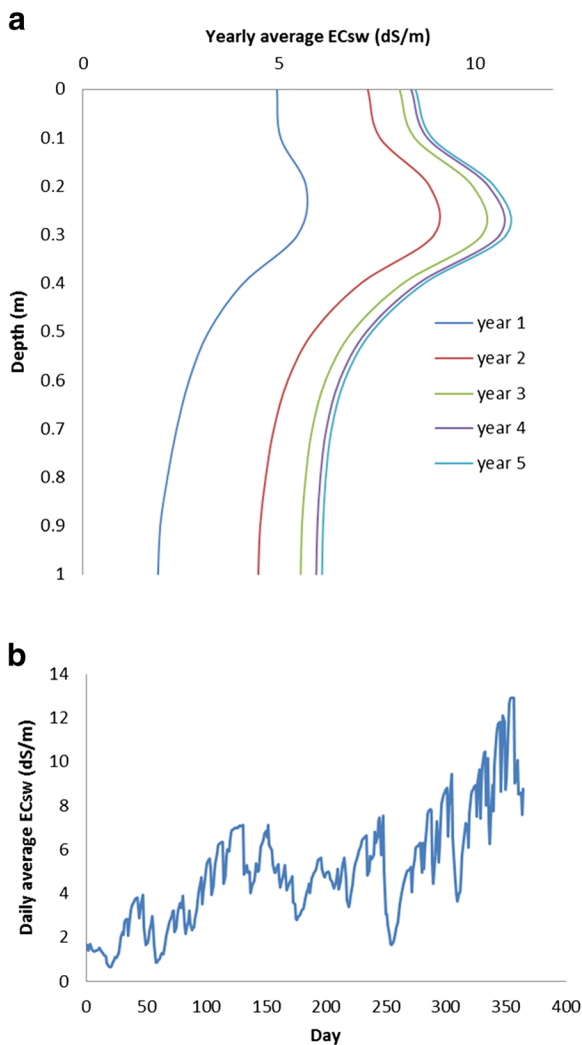 a
Yearly average ECsw (dS/m)
0 5 10
0
0.1
0.2
0.3
0.4
0.5
0.6
0.7
0.8
0.9
1
Depth (m)
year 1
year 2
year 3
year 4
year 5
b
14
12
10
8
6
4
2
0
Daily average ECsw (dS/m)
0 50 100 150 200 250 300 350 400
Day